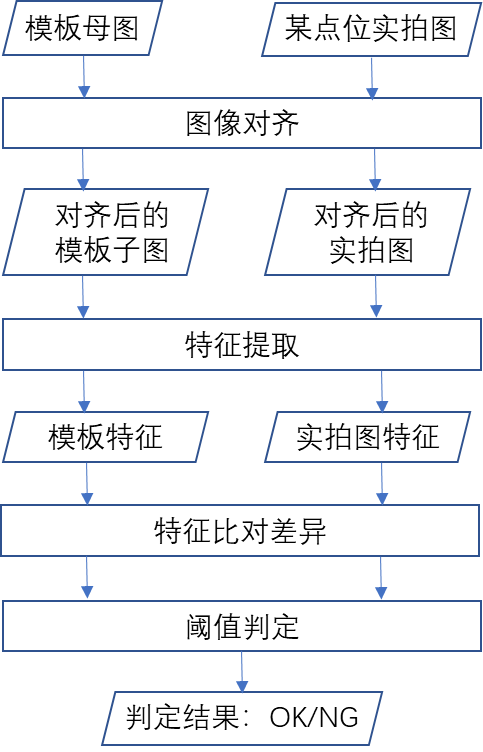 模板母图
某点位实拍图
图像对齐
对齐后的
模板子图
对齐后的
实拍图
特征提取
模板特征
实拍图特征
特征比对差异
阈值判定
判定结果：OK/NG